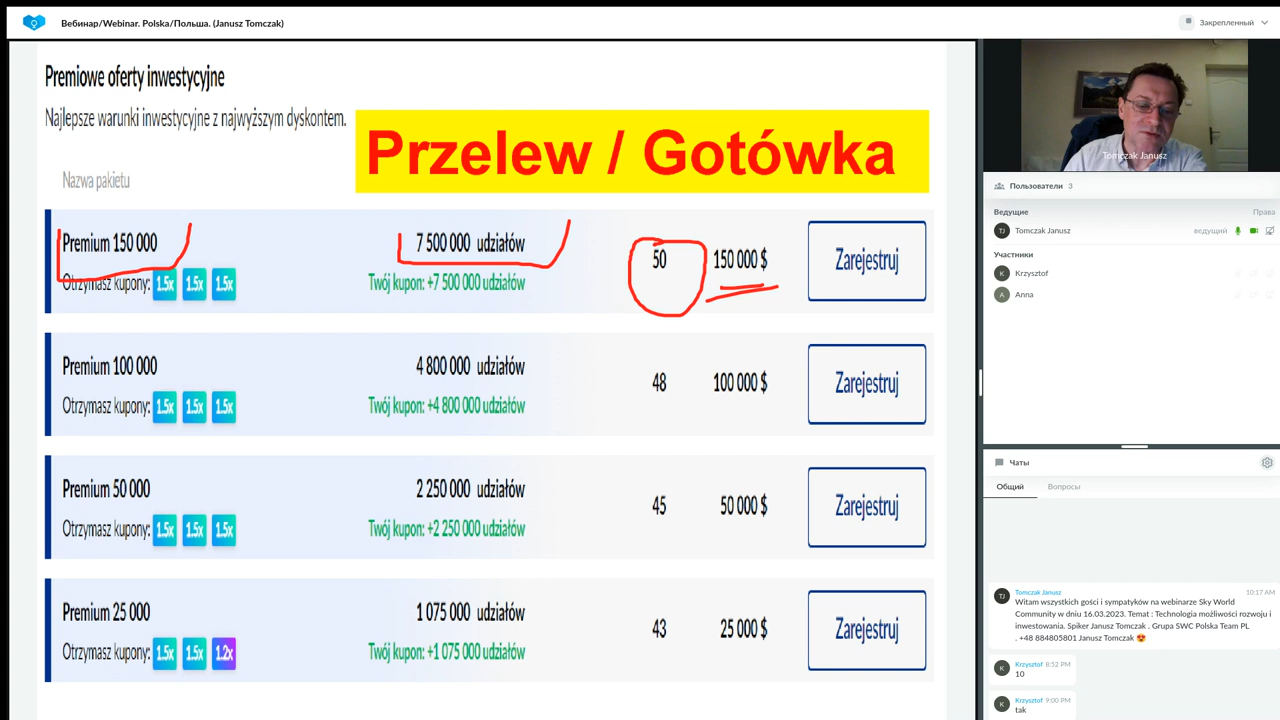 Вебинар/Webinar. Polska/Польша. (Janusz Tomczak)
Закрепленный
Premiowe oferty inwestycyjne
Najlepsze warunki inwestycyjne z najwyższym dyskontem.
Przelew / Gotówka
Nazwa pakietu
Premium 150 000
7 500 000 udziałów
50
150 000 $
Zarejestruj
Otrzymasz kupony: 1.5x 1.5x 1.5x
Twój kupon: +7 500 000 udziałów
Premium 100 000
4 800 000 udziałów
48
100 000 $
Zarejestruj
Otrzymasz kupony: 1.5x 1.5x 1.5x
Twój kupon: +4 800 000 udziałów
Premium 50 000
2 250 000 udziałów
45
50 000 $
Zarejestruj
Otrzymasz kupony: 1.5x 1.5x 1.5x
Twój kupon: +2 250 000 udziałów
Premium 25 000
1 075 000 udziałów
43
25 000 $
Zarejestruj
Otrzymasz kupony: 1.5x 1.5x 1.2x
Twój kupon: +1 075 000 udziałów
Tomczak Janusz
Пользователи 3
Ведущие
Права
TJ Tomczak Janusz
ведущий
Участники
K Krzysztof
A Anna
Чаты
Общий
Вопросы
TJ Tomczak Janusz 10:17 AM
Witam wszystkich gości i sympatyków na webinarze Sky World
Community w dniu 16.03.2023. Temat : Technologia możliwości rozwoju i
inwestowania. Spiker Janusz Tomczak . Grupa SWC Polska Team PL
. +48 884805801 Janusz Tomczak 😍
K Krzysztof 8:52 PM
10
K Krzysztof 9:00 PM
tak